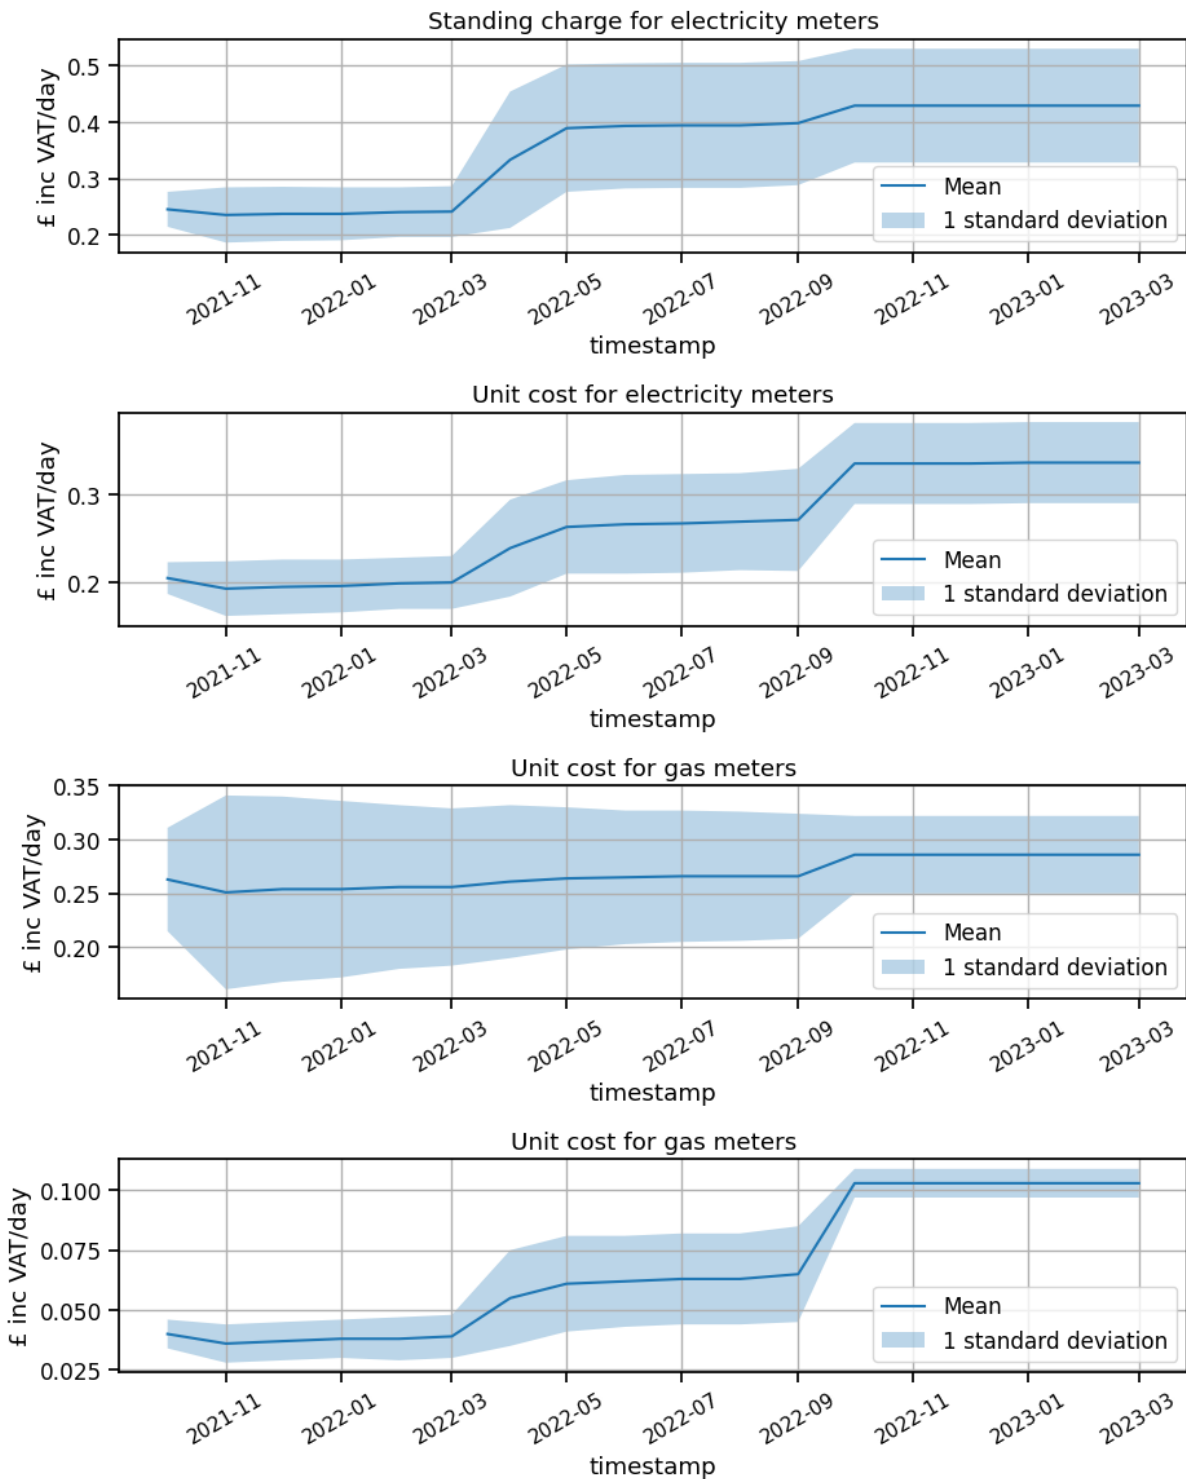 Standing charge for electricity meters
£ inc VAT/day
0.5
0.4
0.3
0.2
Mean
1 standard deviation
2021-11
2022-01
2022-03
2022-05
2022-07
2022-09
2022-11
2023-01
2023-03
timestamp
Unit cost for electricity meters
£ inc VAT/day
0.3
0.2
Mean
1 standard deviation
2021-11
2022-01
2022-03
2022-05
2022-07
2022-09
2022-11
2023-01
2023-03
timestamp
Unit cost for gas meters
£ inc VAT/day
0.35
0.30
0.25
0.20
Mean
1 standard deviation
2021-11
2022-01
2022-03
2022-05
2022-07
2022-09
2022-11
2023-01
2023-03
timestamp
Unit cost for gas meters
£ inc VAT/day
0.100
0.075
0.050
0.025
Mean
1 standard deviation
2021-11
2022-01
2022-03
2022-05
2022-07
2022-09
2022-11
2023-01
2023-03
timestamp